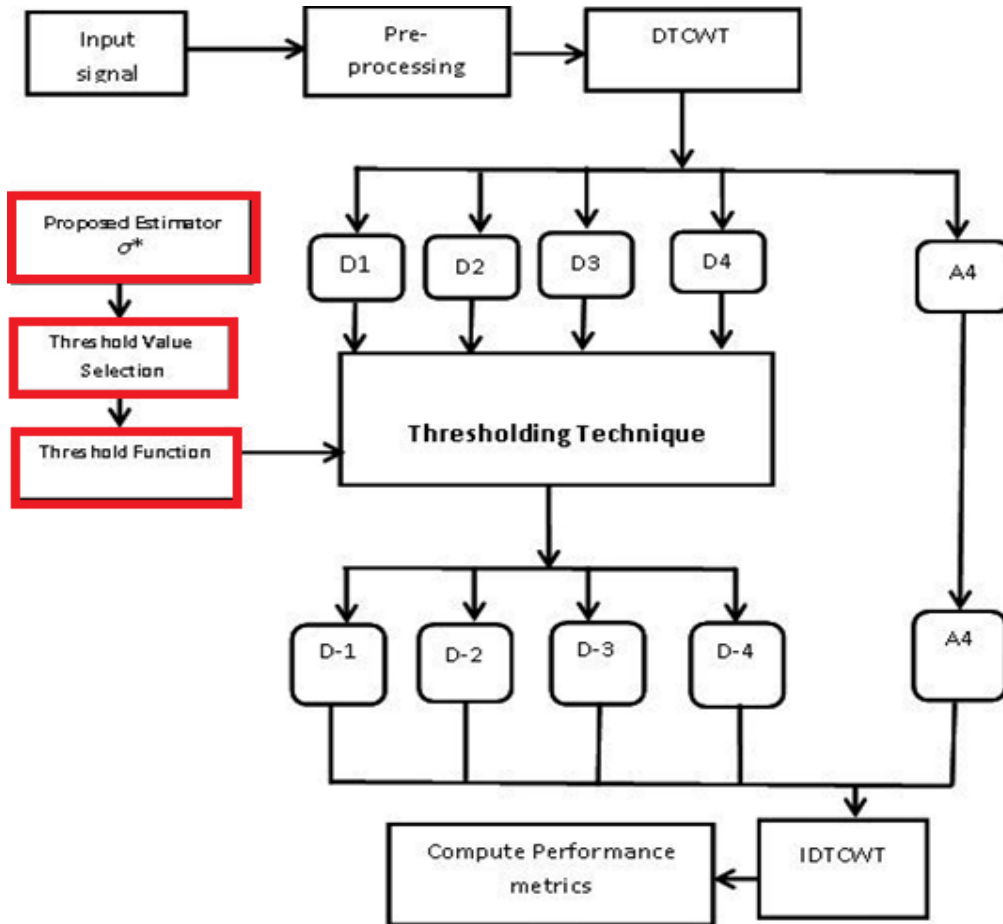 Input
signal
Pre-
processing
DTCWT
Proposed Estimator
σ*
D1
D2
D3
D4
A4
Threshold Value
Selection
Thresholding Technique
Threshold Function
D-1
D-2
D-3
D-4
A4
Compute Performance
metrics
IDTCWT